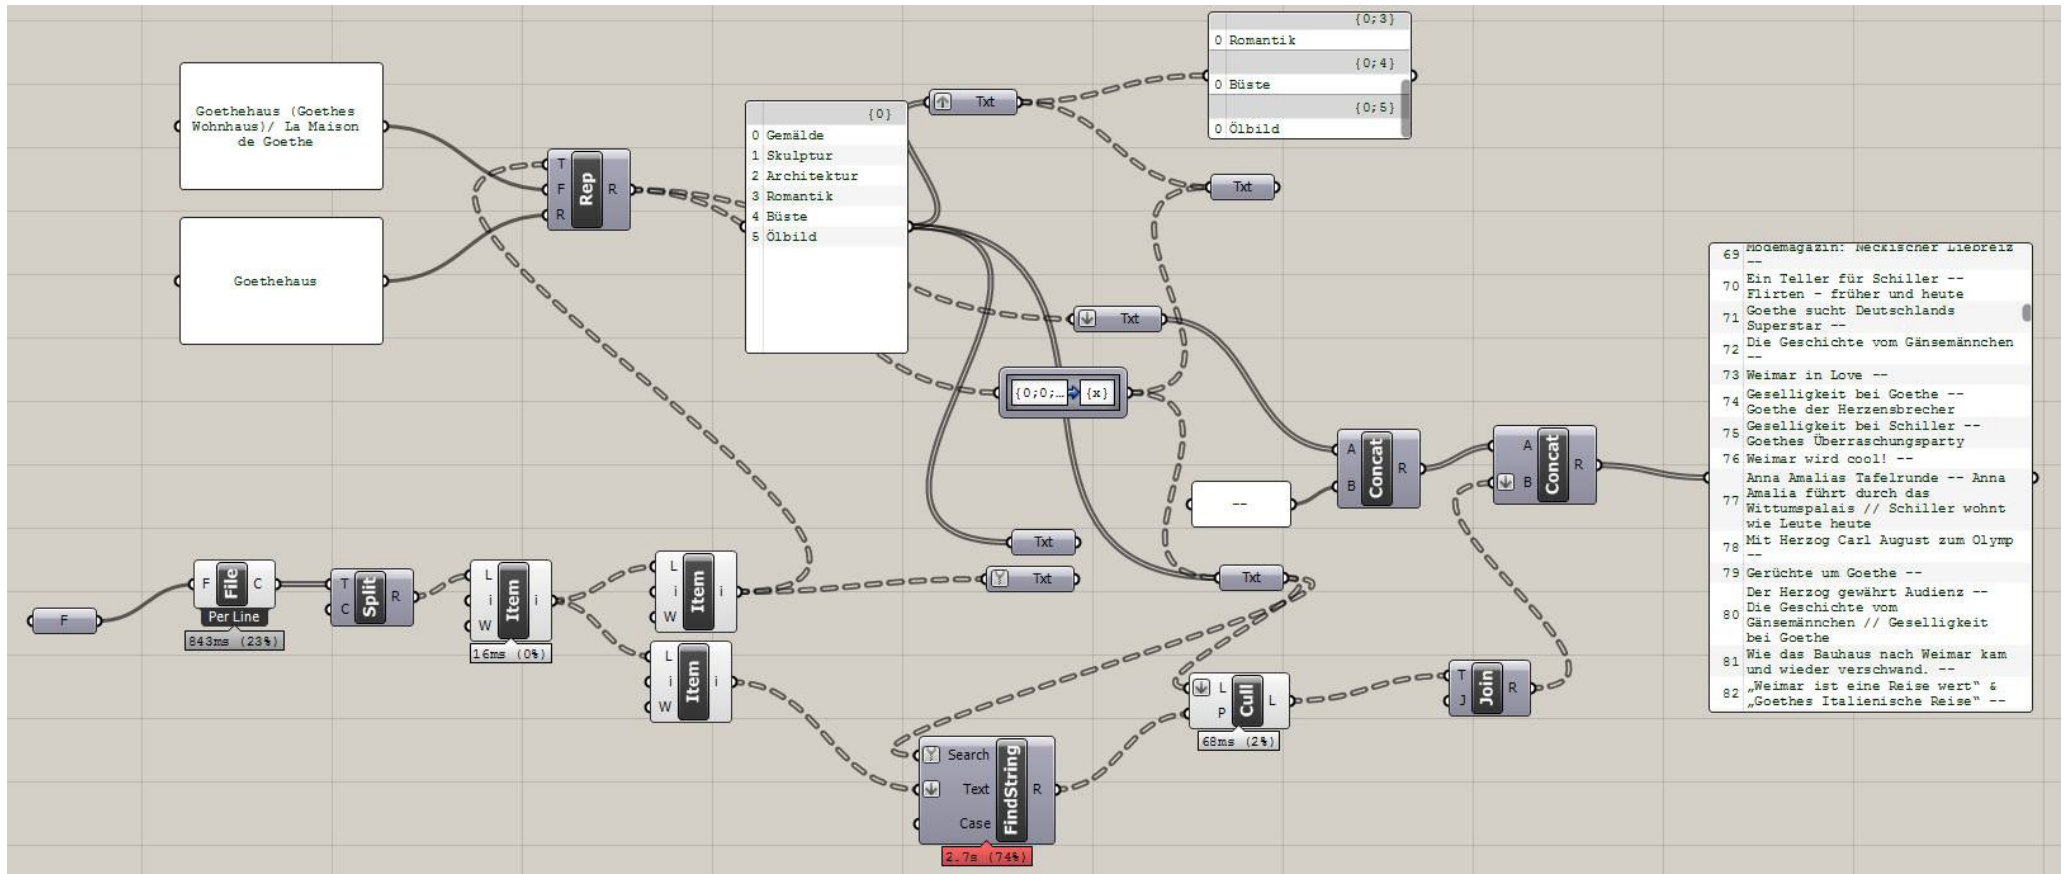 Goethehaus (Goethes
Wohnhaus)/ La Maison
de Goethe
Goethehaus
T
F
R
Rep
R
{0}
0 Gemälde
1 Skulptur
2 Architektur
3 Romantik
4 Büste
5 Ölbild
Txt
{0;3}
0 Romantik
{0;4}
0 Büste
{0;5}
0 Ölbild
Txt
Txt
{0;0;... {x}
--
A
B
Concat
R
A
B
Concat
R
69 Modemagazin: Neckischer Liebreiz
--
70 Ein Teller für Schiller --
Flirten - früher und heute
71 Goethe sucht Deutschlands
Superstar --
72 Die Geschichte vom Gänsemännchen
--
73 Weimar in Love --
74 Geselligkeit bei Goethe --
Goethe der Herzensbrecher
75 Geselligkeit bei Schiller --
Goethes Überraschungsparty
76 Weimar wird cool! --
77 Anna Amalias Tafelrunde -- Anna
Amalia führt durch das
Wittumspalais // Schiller wohnt
wie Leute heute
78 Mit Herzog Carl August zum Olymp
--
79 Gerüchte um Goethe --
80 Der Herzog gewährt Audienz --
Die Geschichte vom
Gänsemännchen // Geselligkeit
bei Goethe
81 Wie das Bauhaus nach Weimar kam
und wieder verschwand. --
82 „Weimar ist eine Reise wert“ &
„Goethes Italienische Reise“ --
F
F
File
C
Per Line
843ms (23%)
T
C
Split
R
L
i
W
Item
i
16ms (0%)
L
i
W
Item
i
L
i
W
Item
i
Txt
Txt
Txt
Search
Text
Case
FindString
R
2.7s (74%)
L
P
Cull
L
68ms (2%)
T
J
Join
R